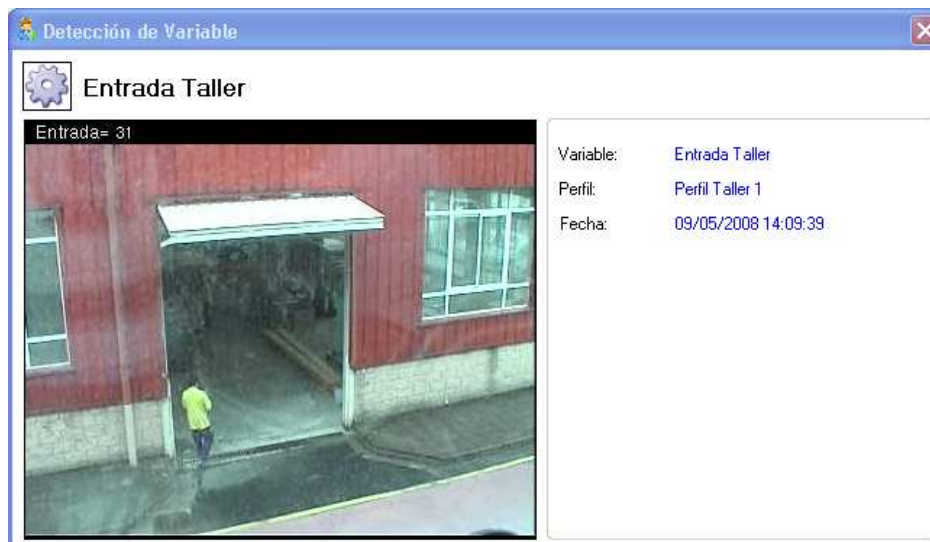 Detección de Variable
Entrada Taller
Entrada= 31
Variable: Entrada Taller
Perfil: Perfil Taller 1
Fecha: 09/05/2008 14:09:39